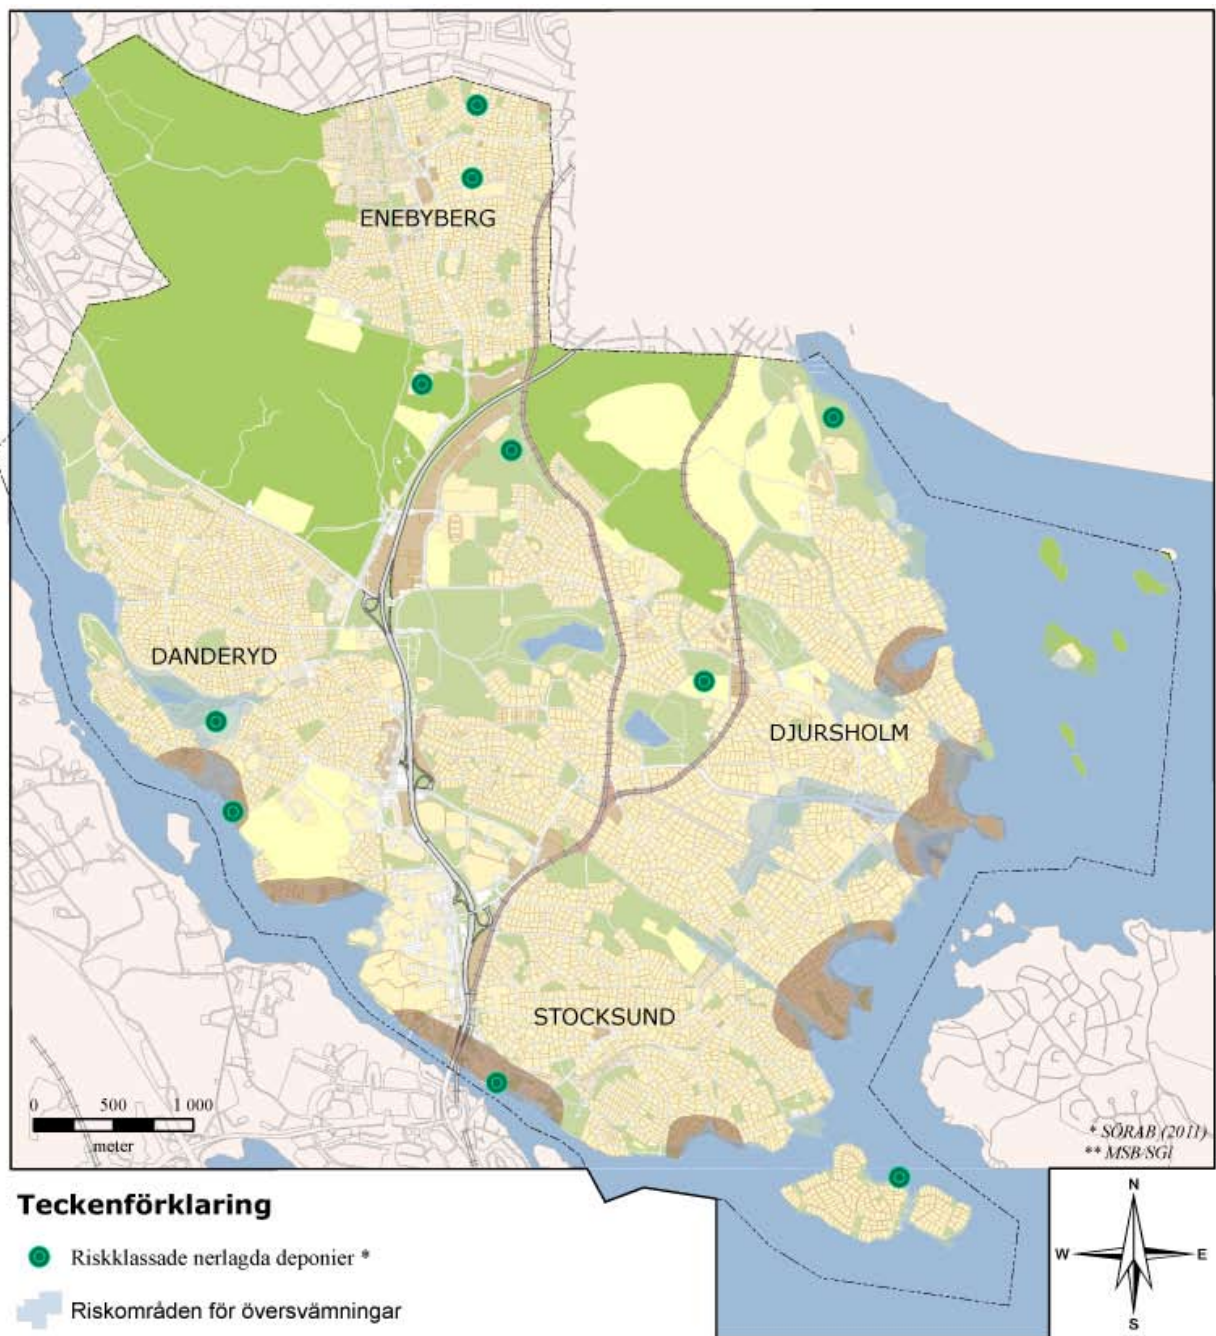 ENEBYBERG
DANDERYD
DJURSHOLM
STOCKSUND
0 500 1 000
meter
* SÖRAB (2011)
** MSB/SGI
Teckenförklaring
Riskklassade nerlagda deponier *
Riskområden för översvämningar
N
W E
S